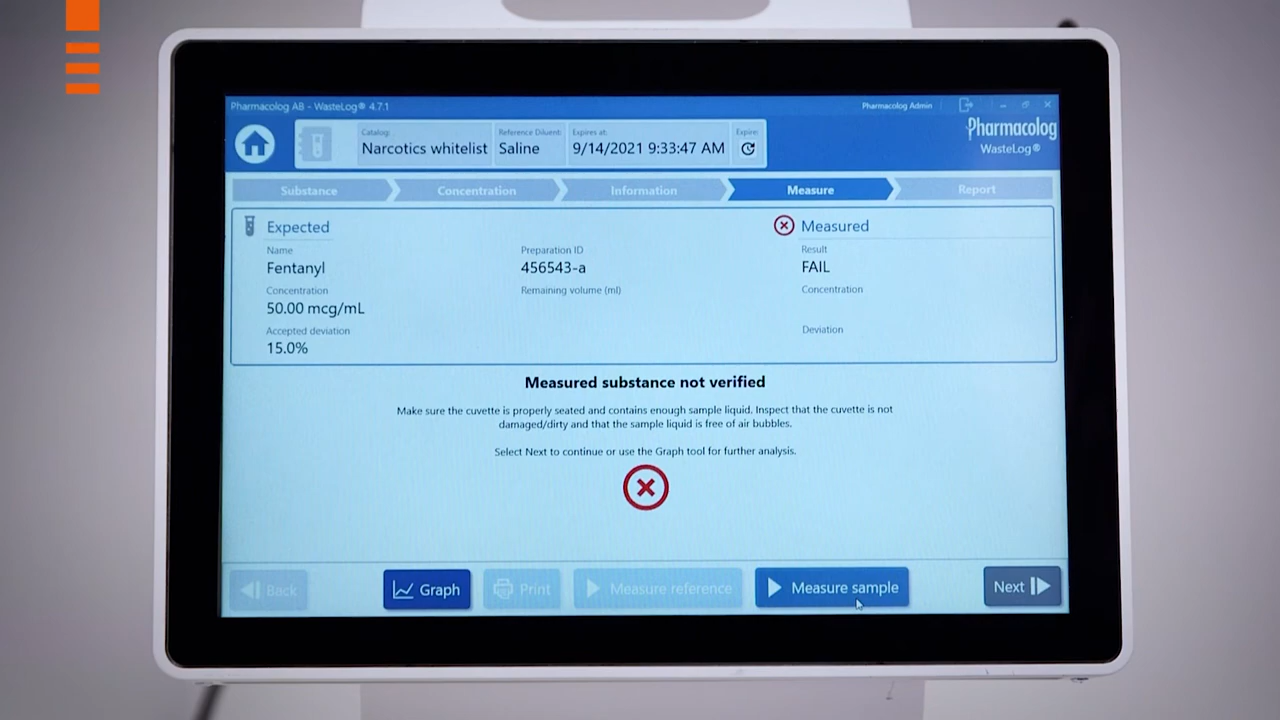 Pharmacolog AB - WasteLog® 4.7.1
Pharmacolog Admin
Catalog:
Narcotics whitelist
Reference Diluent:
Saline
Expires at:
9/14/2021 9:33:47 AM
Expire:
Pharmacolog
WasteLog®
Substance
Concentration
Information
Measure
Report
Expected
Name
Fentanyl
Concentration
50.00 mcg/mL
Accepted deviation
15.0%
Preparation ID
456543-a
Remaining volume (ml)
Measured
Result
FAIL
Concentration
Deviation
Measured substance not verified
Make sure the cuvette is properly seated and contains enough sample liquid. Inspect that the cuvette is not
damaged/dirty and that the sample liquid is free of air bubbles.
Select Next to continue or use the Graph tool for further analysis.
Back
Graph
Print
Measure reference
Measure sample
Next